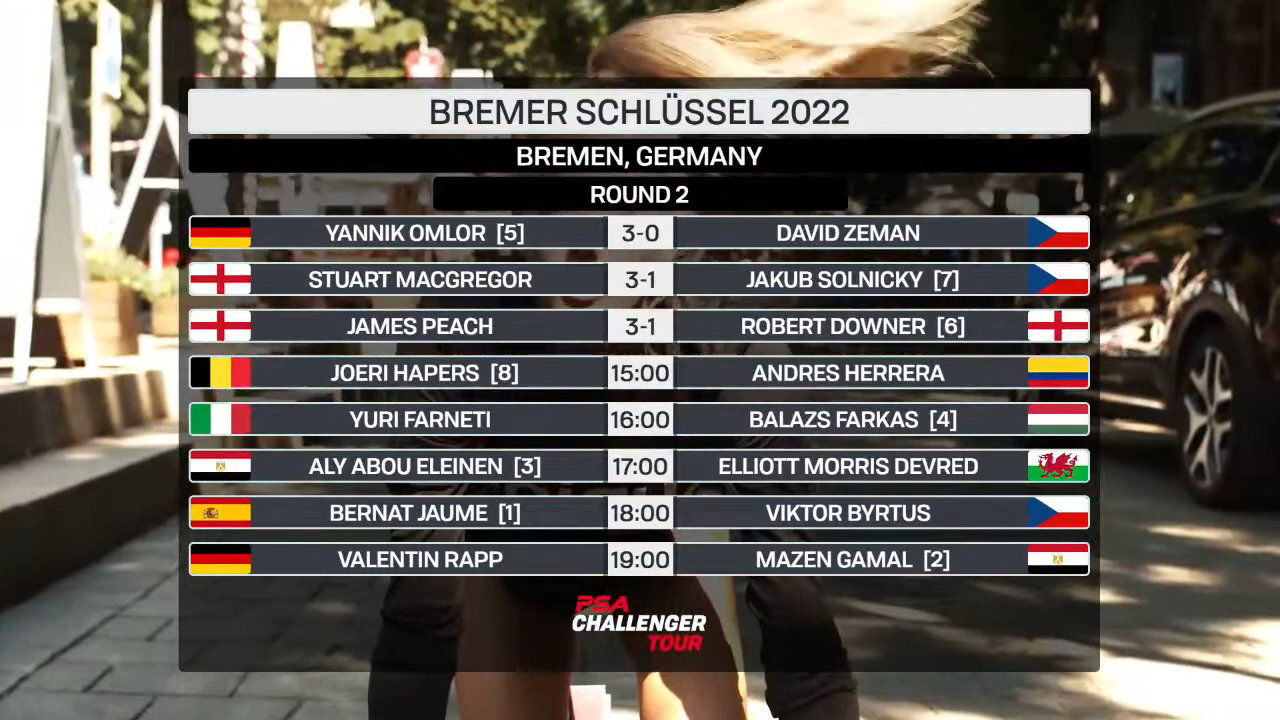 BREMER SCHLÜSSEL 2022
BREMEN, GERMANY
ROUND 2
YANNIK OMLOR [5] 3-0 DAVID ZEMAN
STUART MACGREGOR 3-1 JAKUB SOLNICKY [7]
JAMES PEACH 3-1 ROBERT DOWNER [6]
JOERI HAPERS [8] 15:00 ANDRES HERRERA
YURI FARNETI 16:00 BALAZS FARKAS [4]
ALY ABOU ELEINEN [3] 17:00 ELLIOTT MORRIS DEVRED
BERNAT JAUME [1] 18:00 VIKTOR BYRTUS
VALENTIN RAPP 19:00 MAZEN GAMAL [2]
PSA
CHALLENGER
TOUR